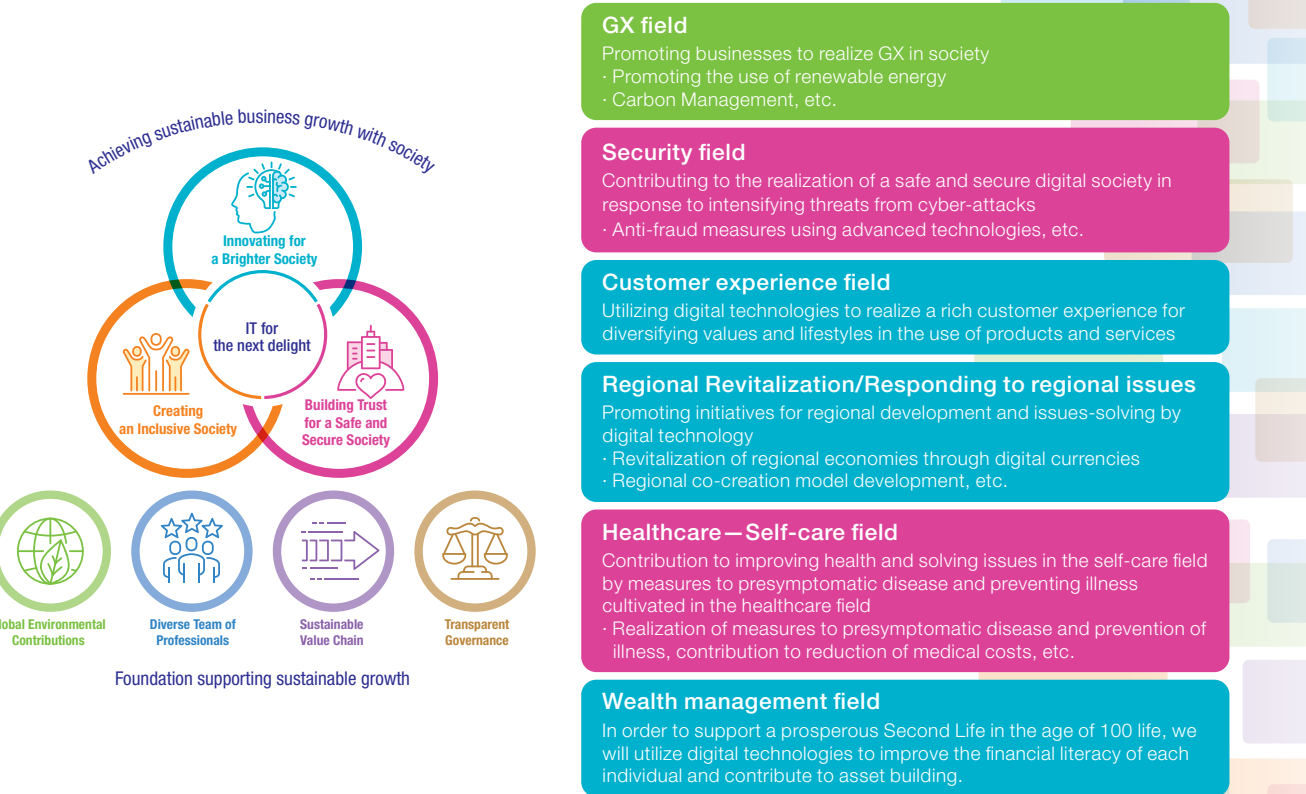 Achieving sustainable business growth with society
Innovating for
a Brighter Society
IT for
the next delight
Creating
an Inclusive Society
Building Trust
for a Safe and
Secure Society
Environmental
Contributions
Diverse Team of
Professionals
Sustainable
Value Chain
Transparent
Governance
Foundation supporting sustainable growth
GX field
Promoting businesses to realize GX in society
· Promoting the use of renewable energy
· Carbon Management, etc.
Security field
Contributing to the realization of a safe and secure digital society in
response to intensifying threats from cyber-attacks
· Anti-fraud measures using advanced technologies, etc.
Customer experience field
Utilizing digital technologies to realize a rich customer experience for
diversifying values and lifestyles in the use of products and services
Regional Revitalization/Responding to regional issues
Promoting initiatives for regional development and issues-solving by
digital technology
· Revitalization of regional economies through digital currencies
· Regional co-creation model development, etc.
Healthcare—Self-care field
Contribution to improving health and solving issues in the self-care field
by measures to presymptomatic disease and preventing illness
cultivated in the healthcare field
· Realization of measures to presymptomatic disease and prevention of
illness, contribution to reduction of medical costs, etc.
Wealth management field
In order to support a prosperous Second Life in the age of 100 life, we
will utilize digital technologies to improve the financial literacy of each
individual and contribute to asset building.